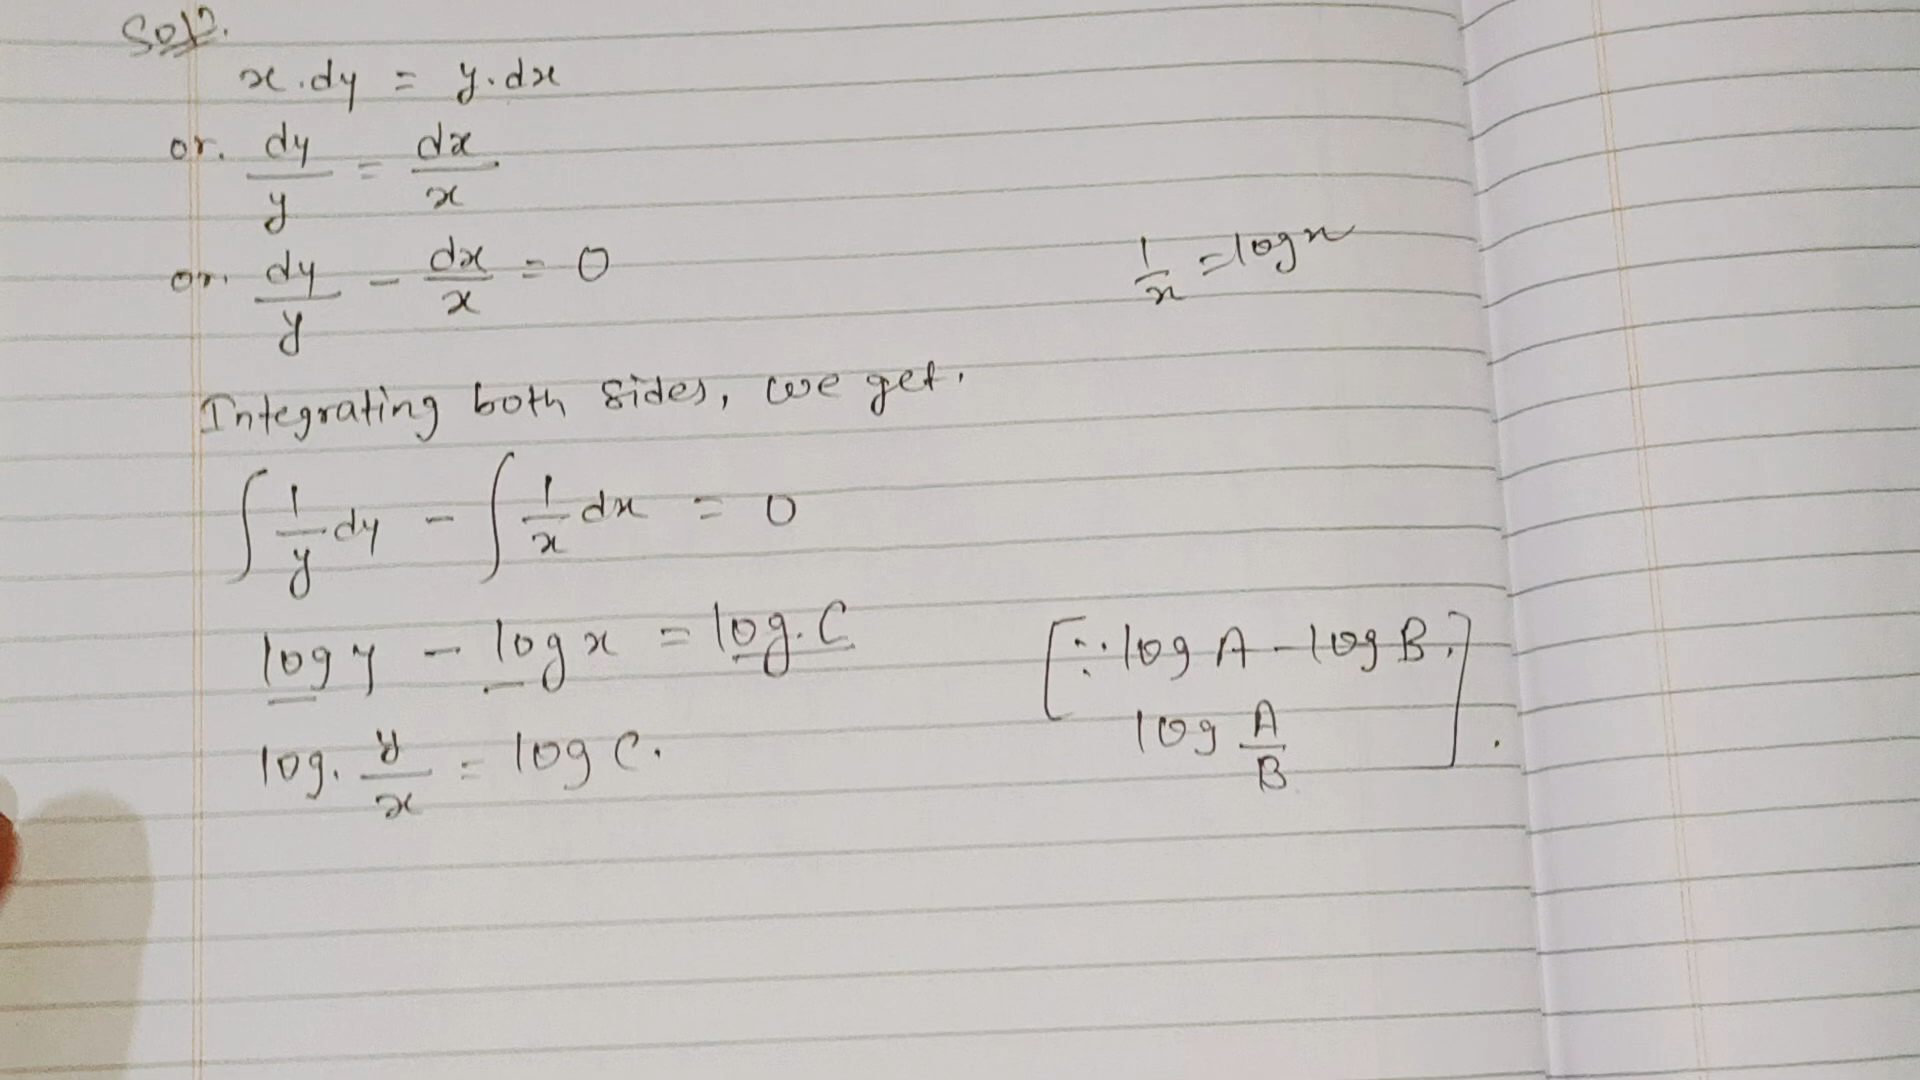 Solⁿ.
x.dy = y.dx
or. dy/y = dx/x.
or. dy/y - dx/x = 0
1/x = log x
Integrating both sides, we get.
∫ 1/y dy - ∫ 1/x dx = 0
log y - log x = log. C
[∵ log A - log B.
log. y/x = log C.
log A/B ].